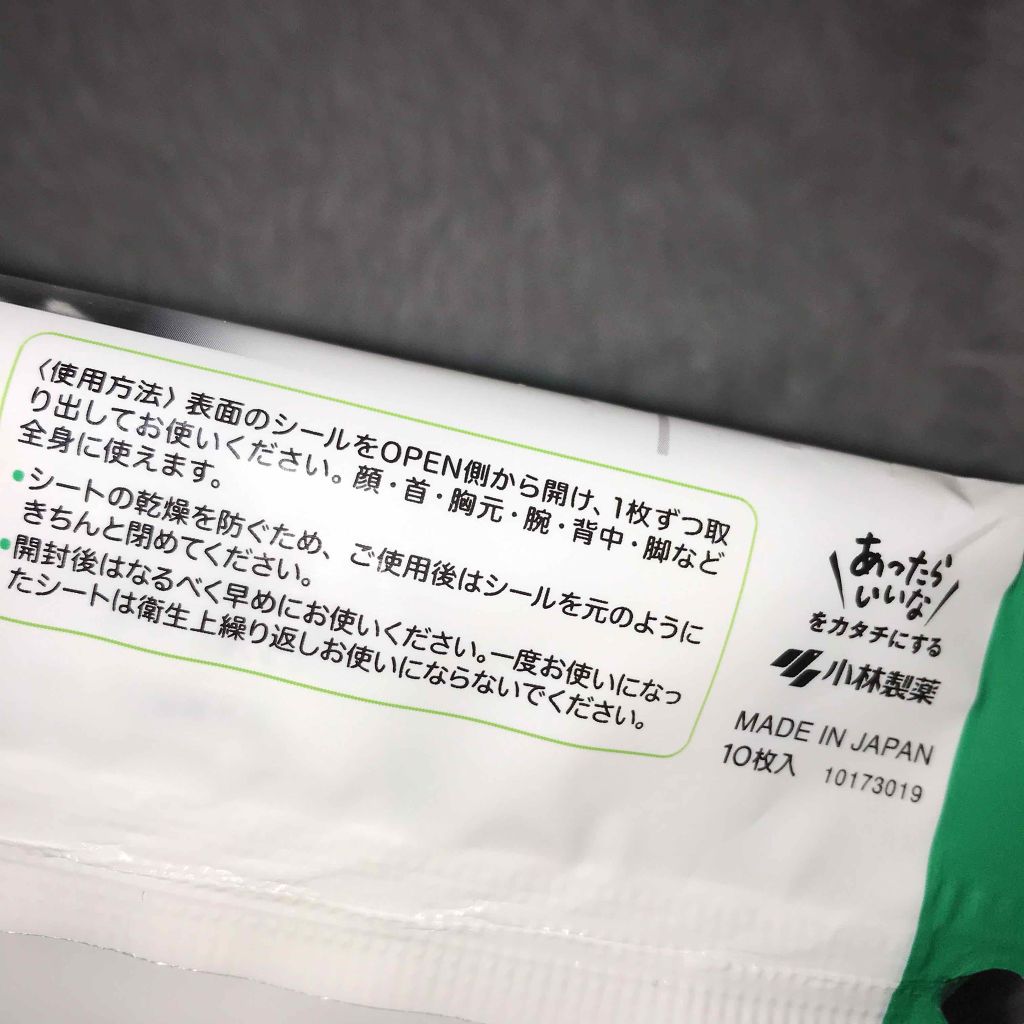 〈使用方法〉表面のシールをOPEN側から開け、1枚ずつ取
り出してお使いください。顔・首・胸元・腕・背中・脚など
全身に使えます。
●シートの乾燥を防ぐため、ご使用後はシールを元のように
きちんと閉めてください。
●開封後はなるべく早めにお使いください。一度お使いになっ
たシートは衛生上繰り返しお使いにならないでください。
あったら
いいな
をカタチにする
小林製薬
MADE IN JAPAN
10枚入 10173019